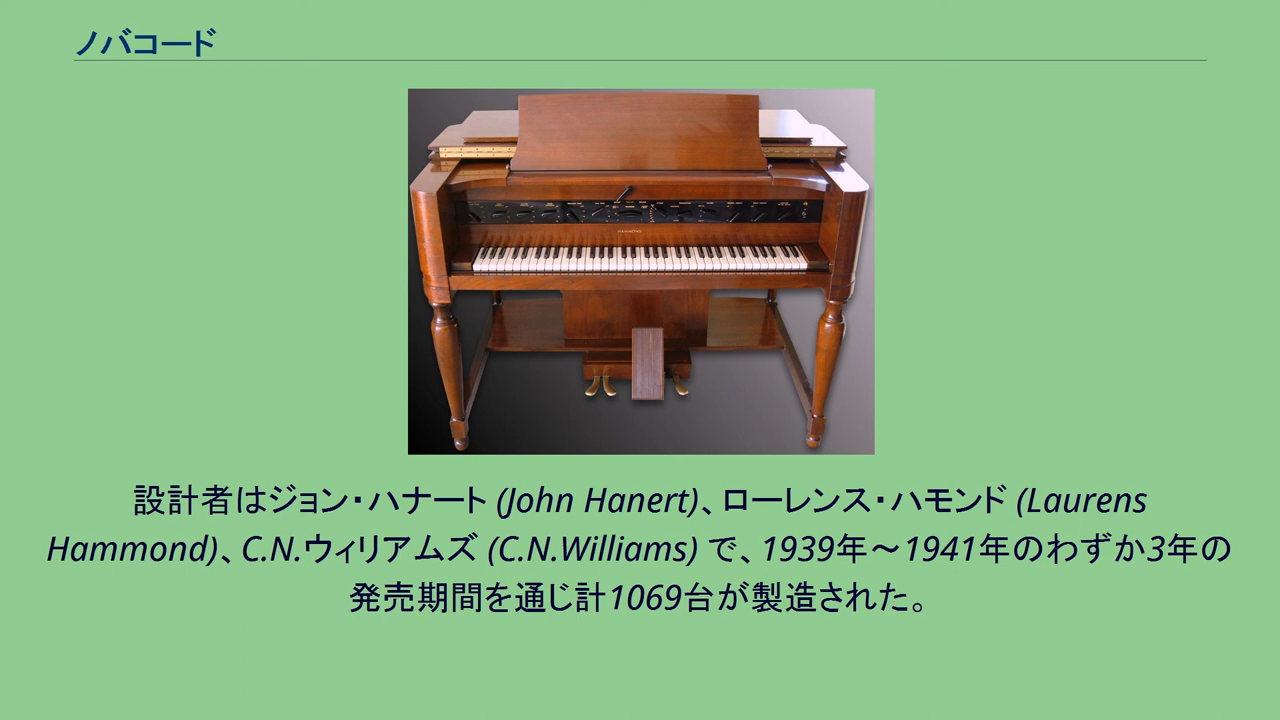 ノバコード
HAMMOND
設計者はジョン・ハナート (John Hanert)、ローレンス・ハモンド (Laurens
Hammond)、C.N.ウィリアムズ (C.N.Williams) で、1939年〜1941年のわずか3年の
発売期間を通じ計1069台が製造された。